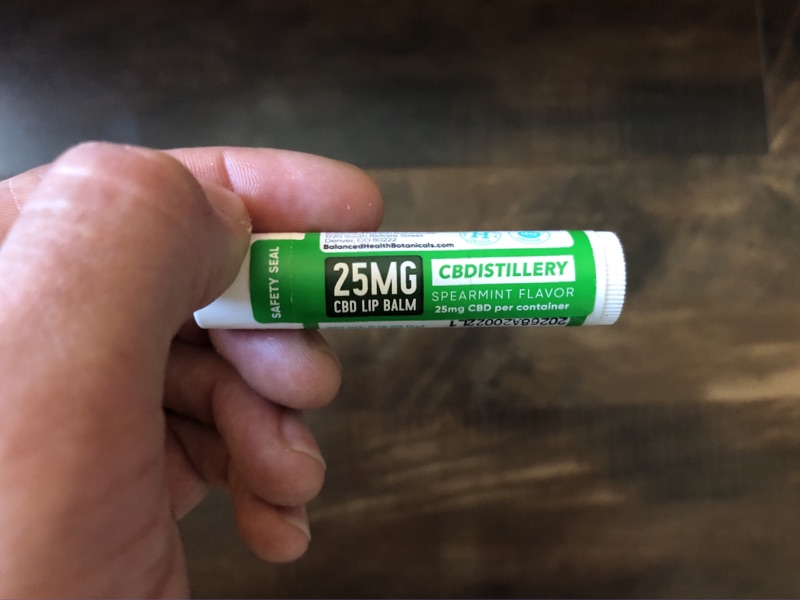 SAFETY SEAL
Denver, CO 80222
BalancedHealthBotanicals.com
25MG
CBD LIP BALM
CBDISTILLERY
SPEARMINT FLAVOR
25mg CBD per container